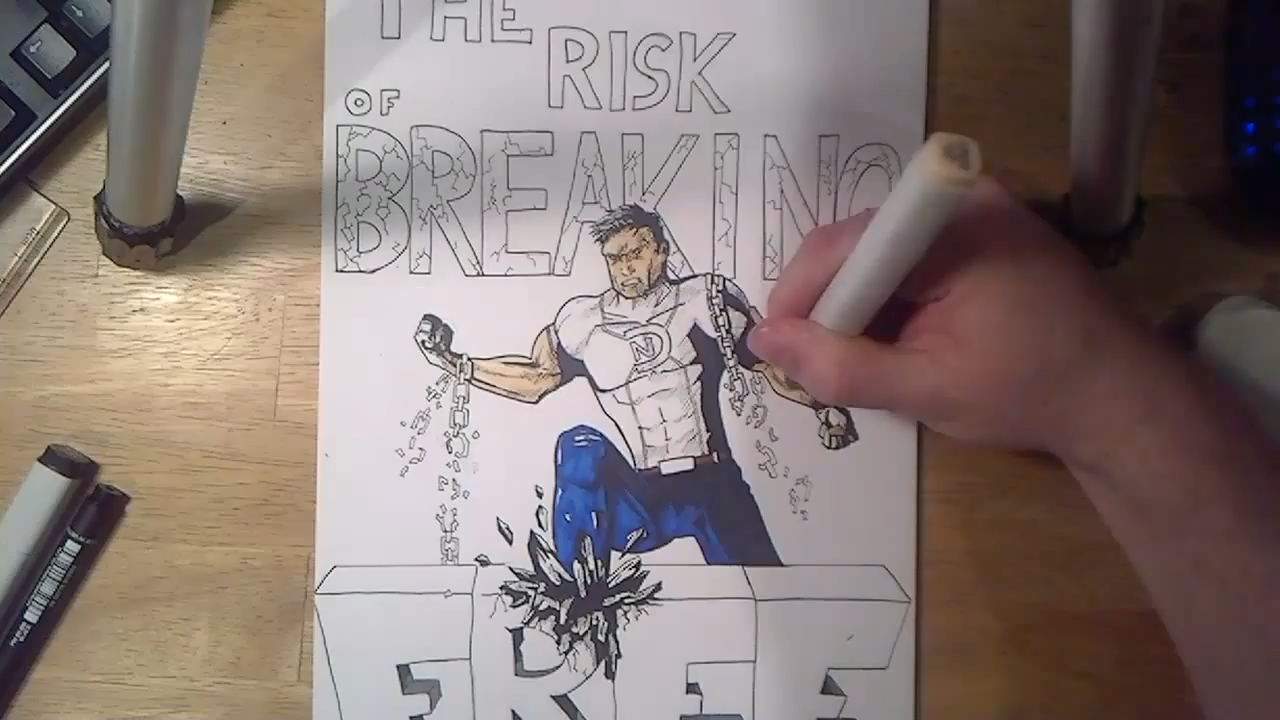 THE
RISK
OF
BREAKING
N
FREE